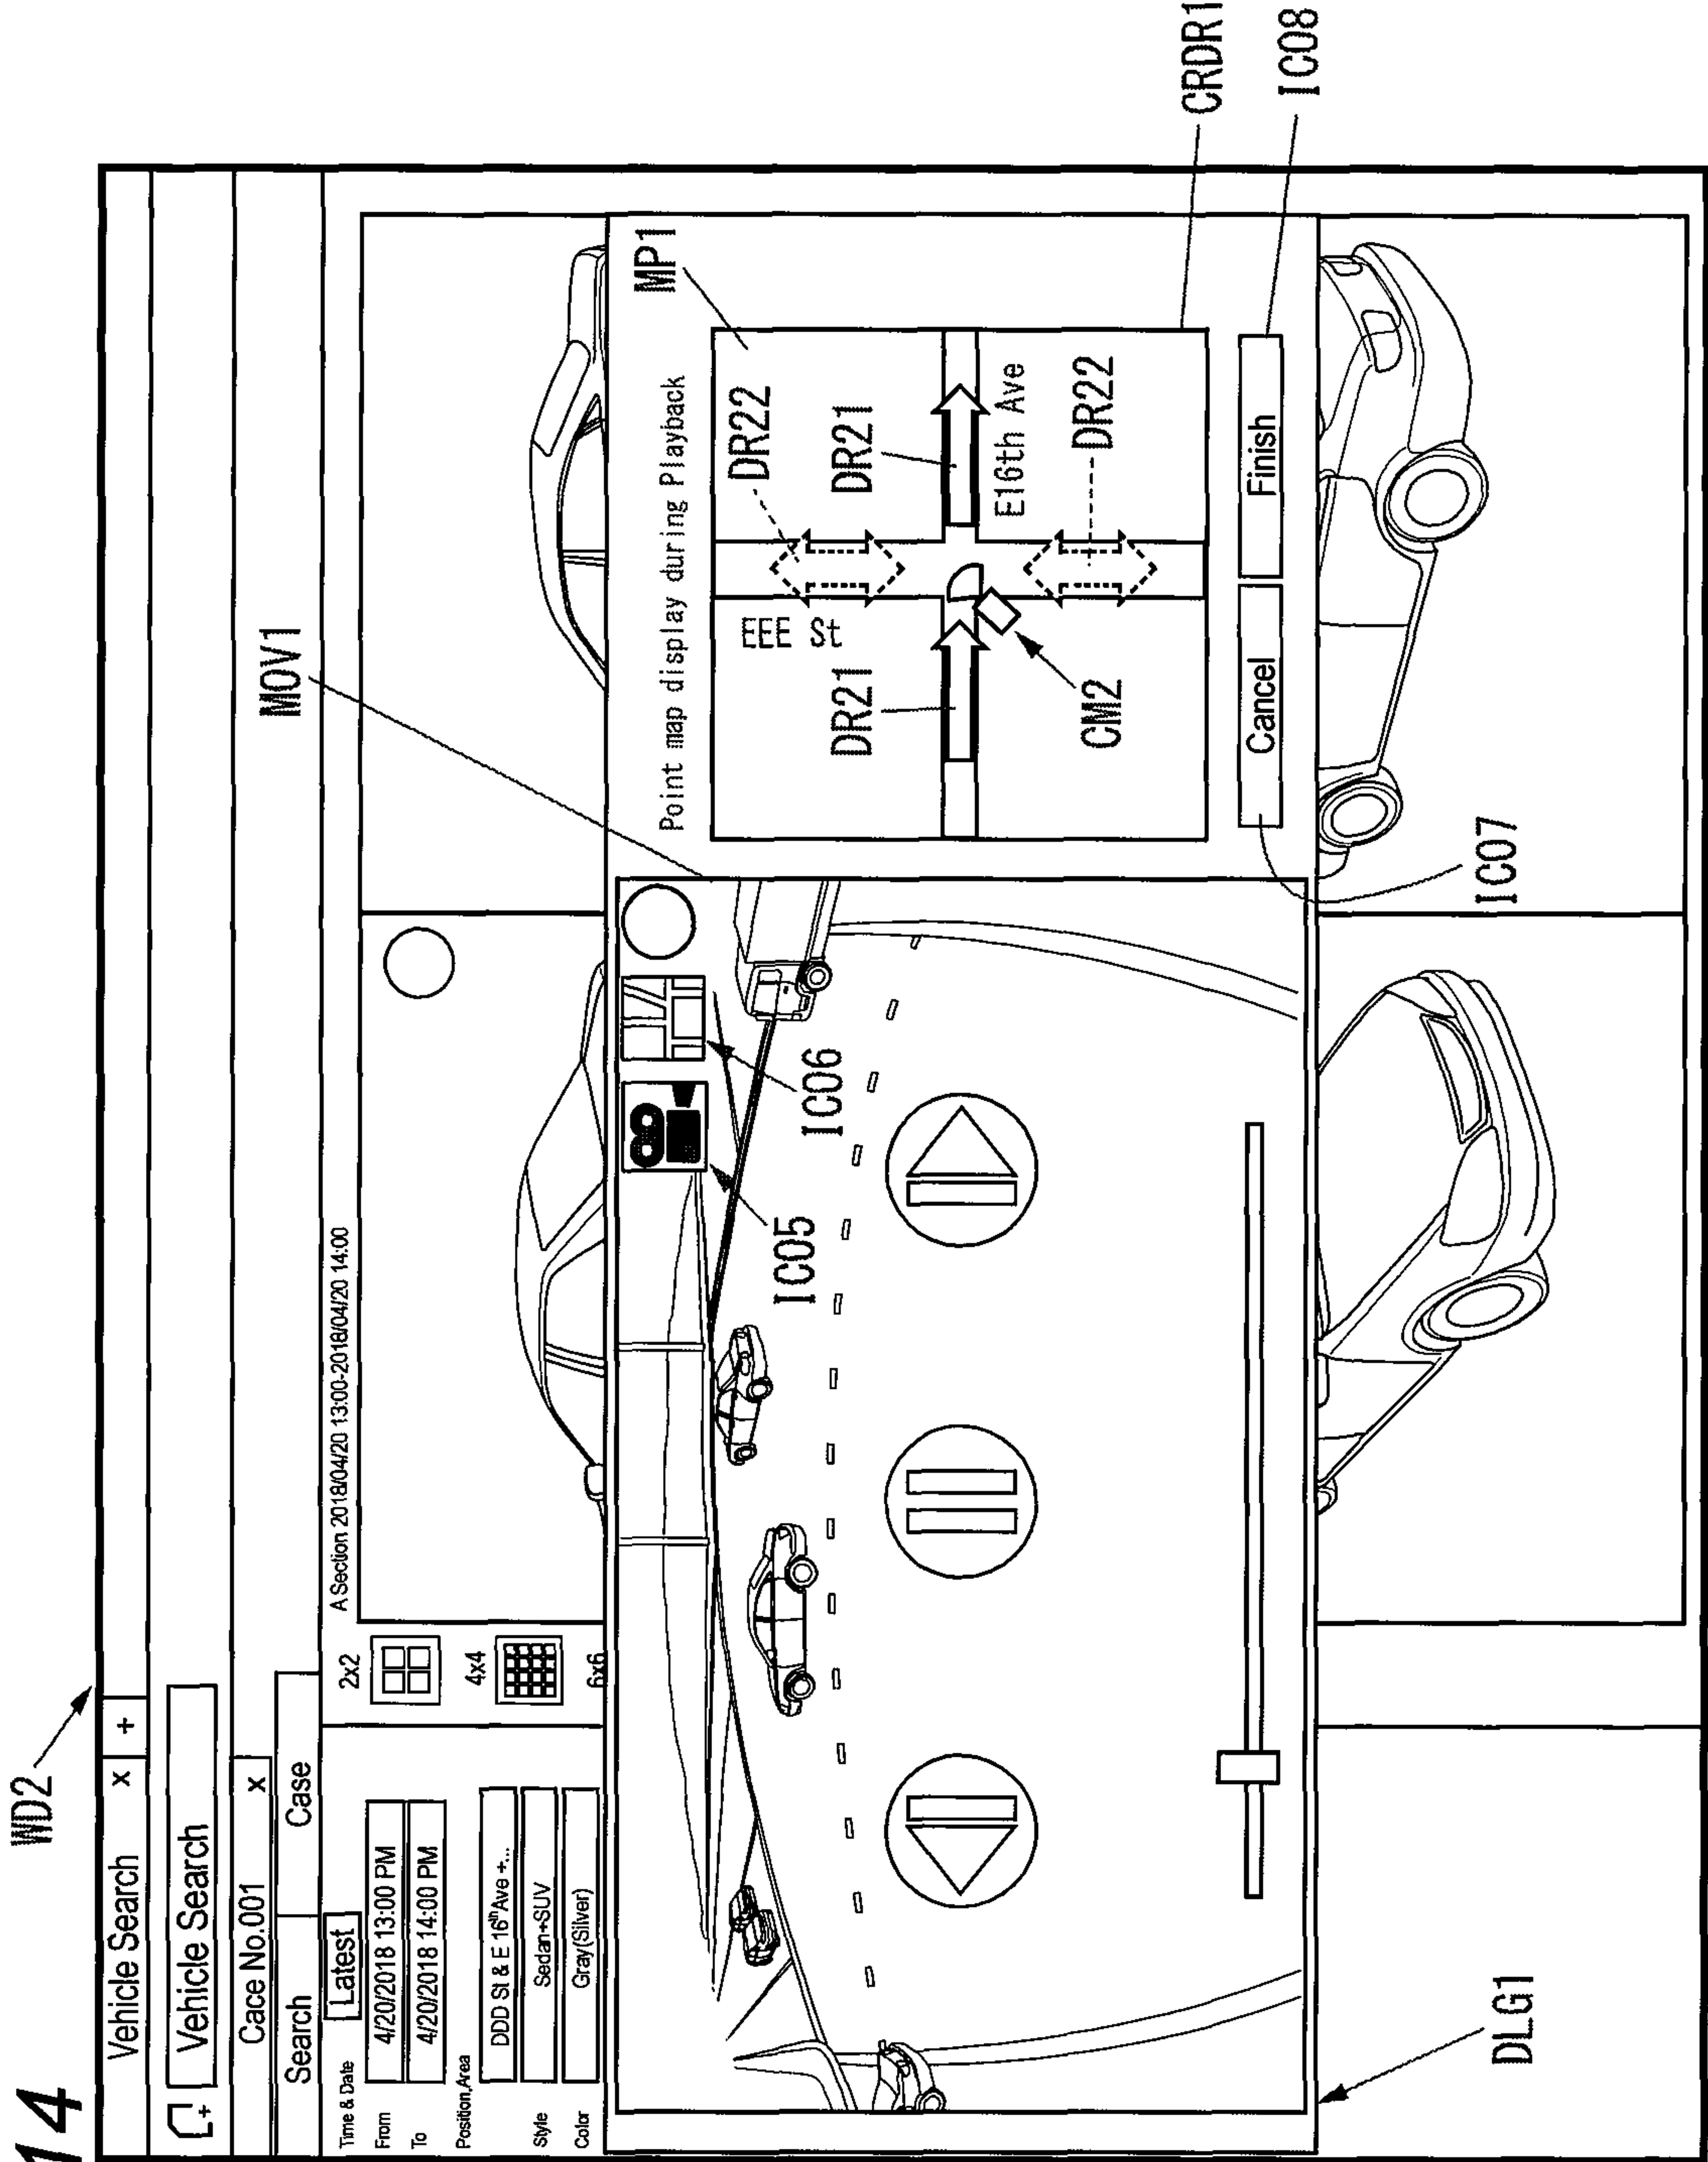 14
WD2
Vehicle Search x +
Vehicle Search
Cace No.001 x
Search Case
Time & Date Latest
From 4/20/2018 13:00 PM
To 4/20/2018 14:00 PM
Position,Area
DDD St & E 16th Ave +...
Style Sedan+SUV
Color Gray(Silver)
2x2
4x4
6x6
A Section 2018/04/20 13:00-2018/04/20 14:00
MOV1
IC05
IC06
Point map display during Playback
MP1
DR22
EEE St
DR21
DR21
E16th Ave
DR22
CM2
Cancel
Finish
CRDR1
IC08
IC07
DLG1